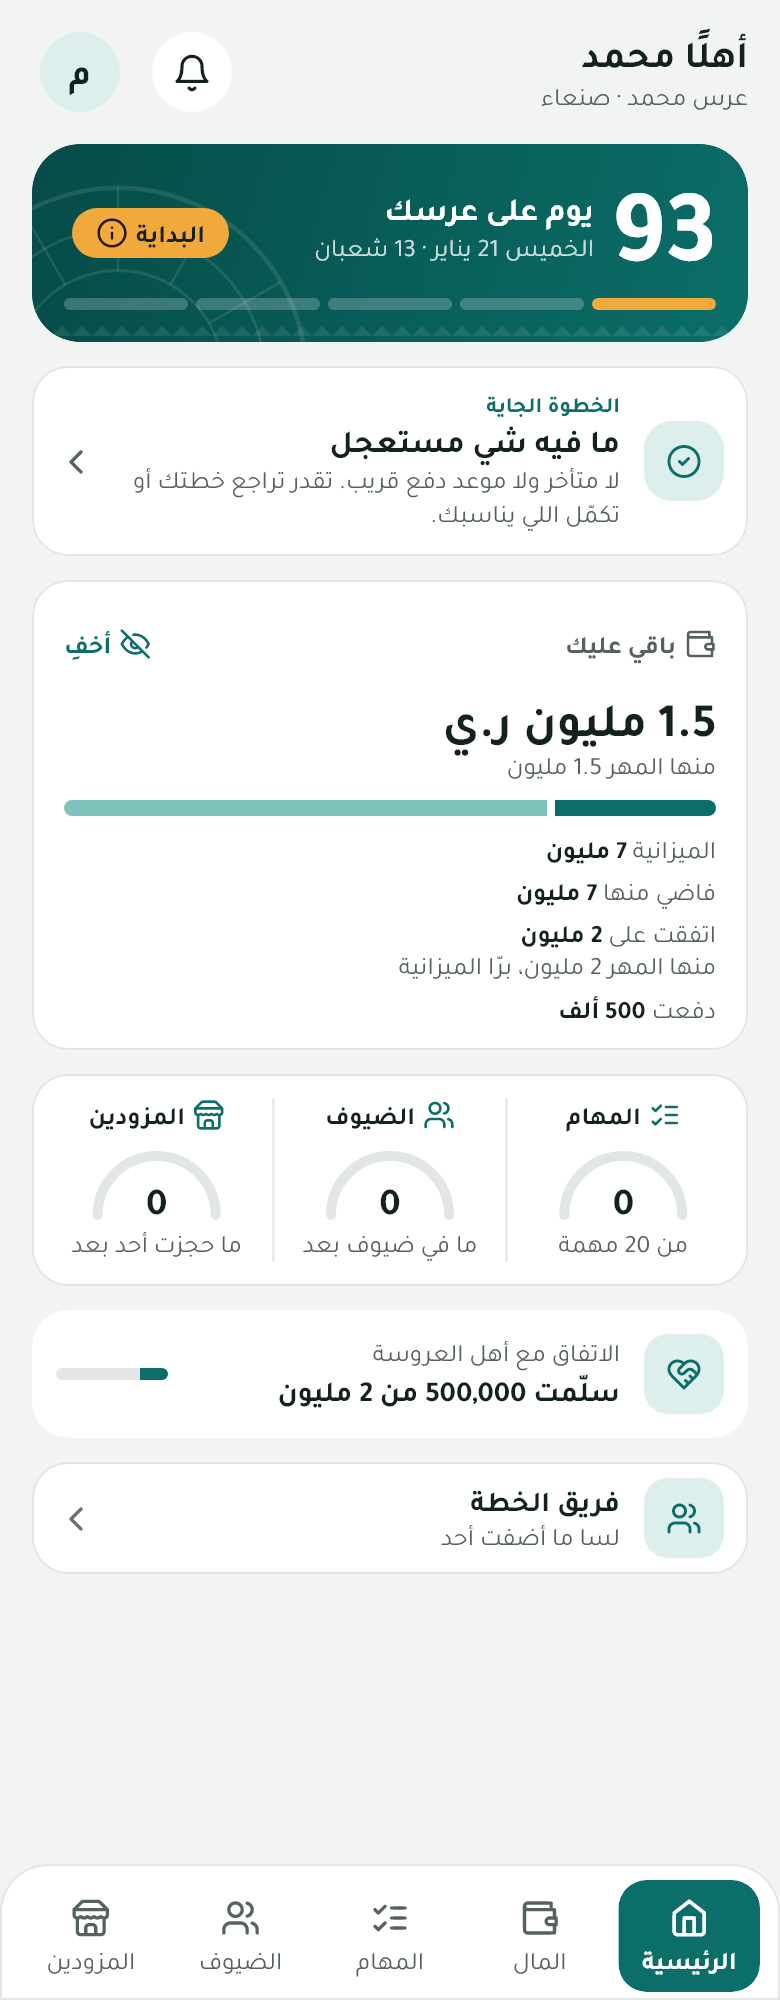 أهلًا محمد
عرس محمد · صنعاء
م
93
يوم على عرسك
الخميس 21 يناير · 13 شعبان
البداية
الخطوة الجاية
ما فيه شي مستعجل
لا متأخر ولا موعد دفع قريب. تقدر تراجع خطتك أو
تكمّل اللي يناسبك.
باقي عليك
أخفِ
1.5 مليون ر.ي
منها المهر 1.5 مليون
الميزانية 7 مليون
فاضي منها 7 مليون
اتفقت على 2 مليون
منها المهر 2 مليون، برّا الميزانية
دفعت 500 ألف
المهام
0
من 20 مهمة
الضيوف
0
ما في ضيوف بعد
المزودين
0
ما حجزت أحد بعد
الاتفاق مع أهل العروسة
سلّمت 500,000 من 2 مليون
فريق الخطة
لسا ما أضفت أحد
الرئيسية
المال
المهام
الضيوف
المزودين